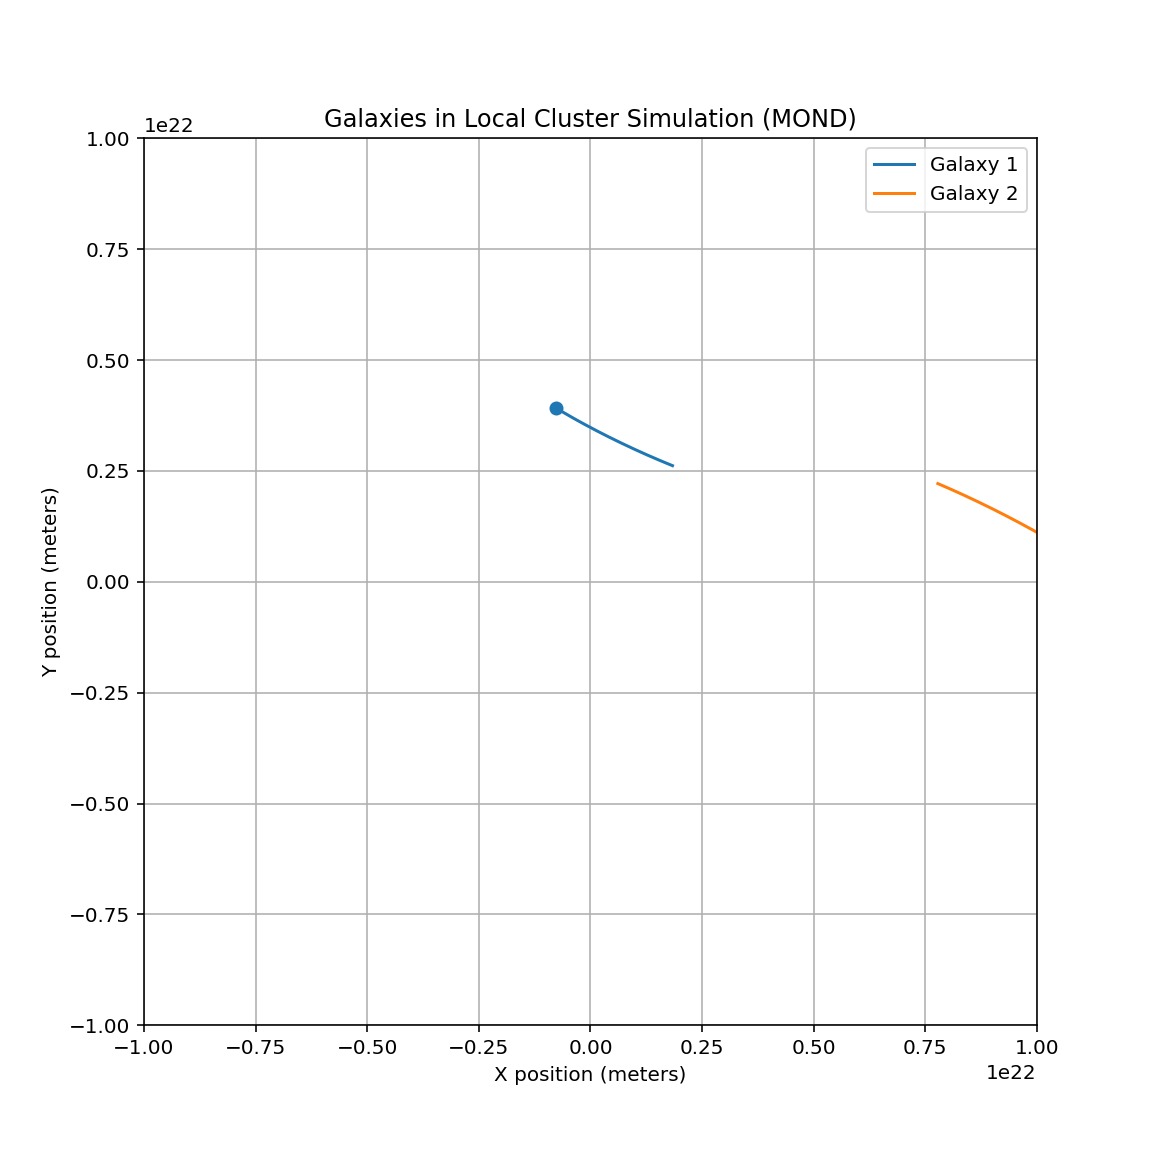 Galaxies in Local Cluster Simulation (MOND)
1e22
Galaxy 1
Galaxy 2
1.00
0.75
0.50
0.25
0.00
−0.25
−0.50
−0.75
−1.00
Y position (meters)
−1.00 −0.75 −0.50 −0.25 0.00 0.25 0.50 0.75 1.00
X position (meters)
1e22